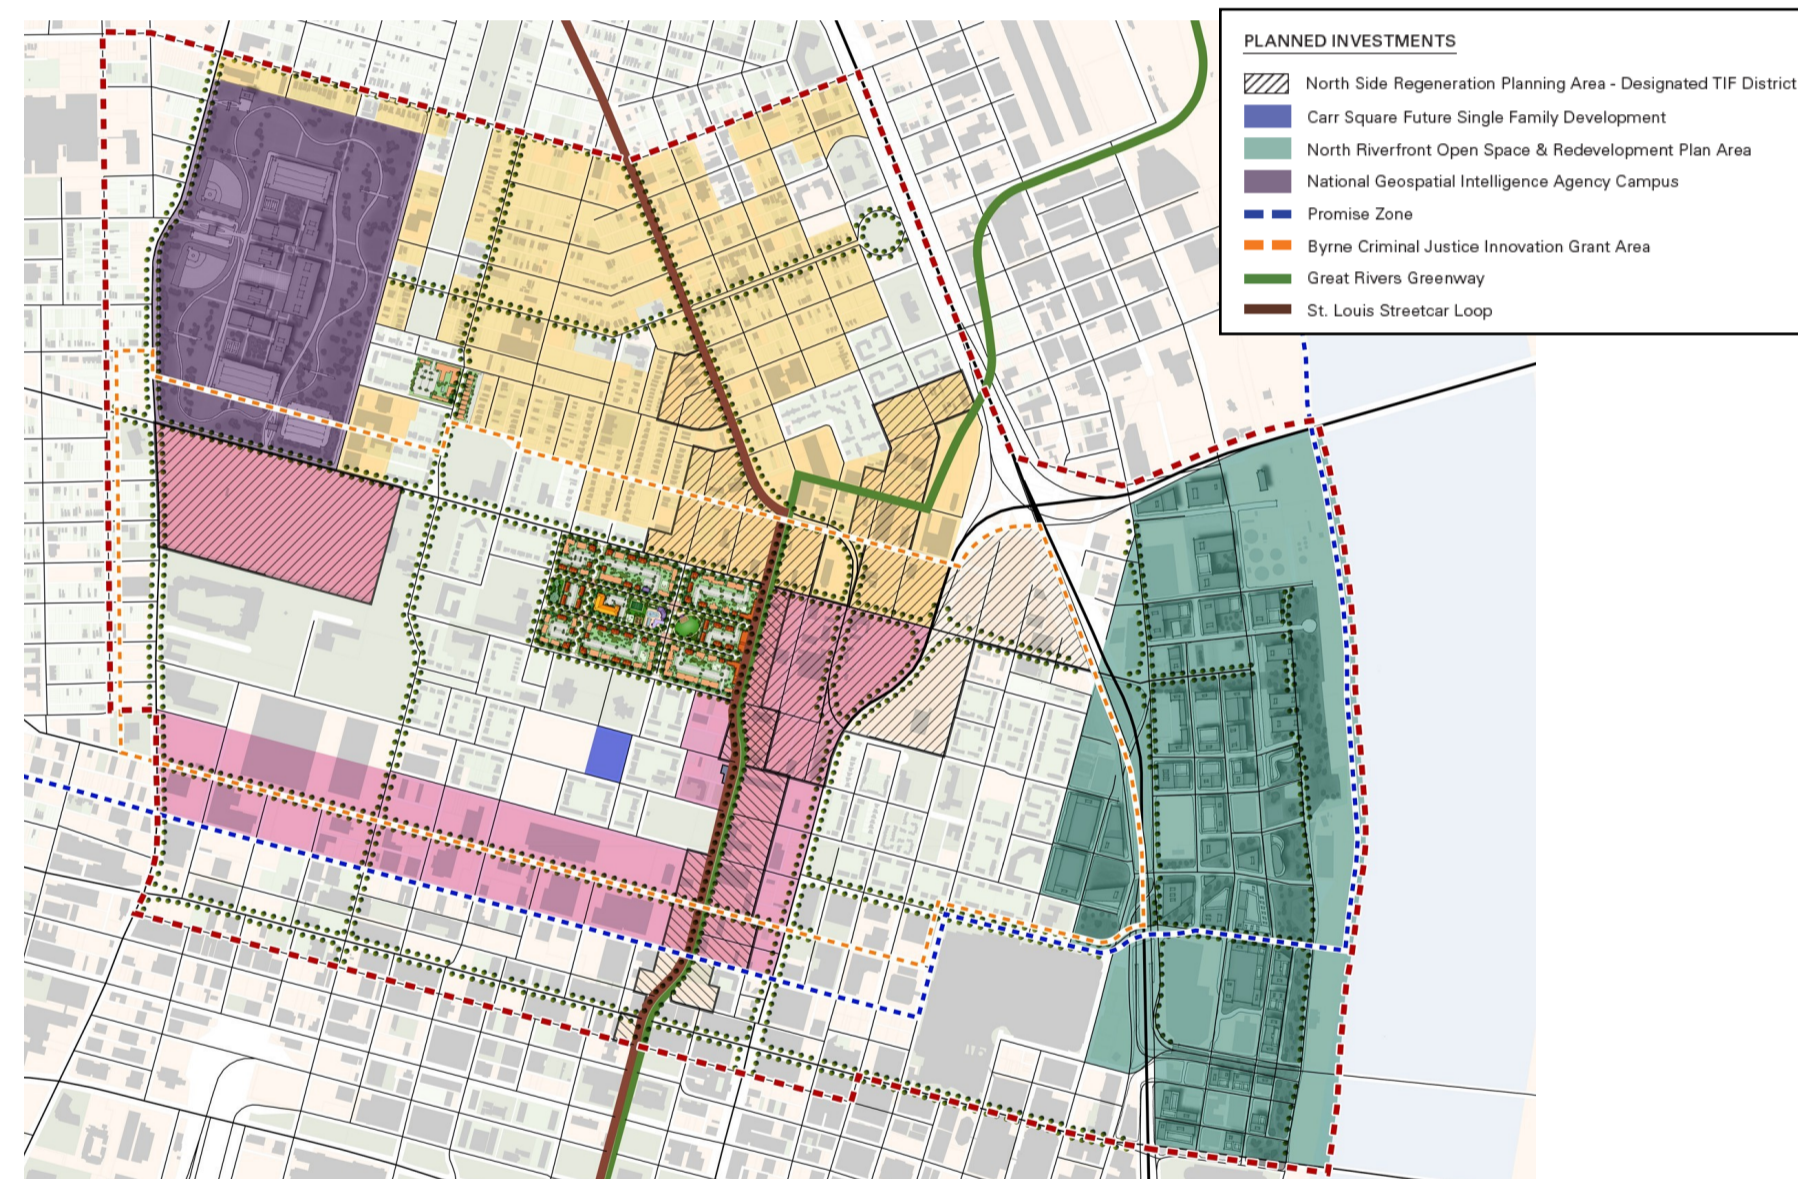 PLANNED INVESTMENTS
North Side Regeneration Planning Area - Designated TIF District
Carr Square Future Single Family Development
North Riverfront Open Space & Redevelopment Plan Area
National Geospatial Intelligence Agency Campus
Promise Zone
Byrne Criminal Justice Innovation Grant Area
Great Rivers Greenway
St. Louis Streetcar Loop